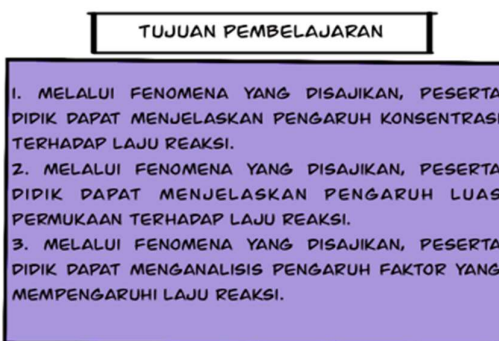 TUJUAN PEMBELAJARAN
1. MELALUI FENOMENA YANG DISAJIKAN, PESERTA
DIDIK DAPAT MENJELASKAN PENGARUH KONSENTRASI
TERHADAP LAJU REAKSI.
2. MELALUI FENOMENA YANG DISAJIKAN, PESERTA
DIDIK DAPAT MENJELASKAN PENGARUH LUAS
PERMUKAAN TERHADAP LAJU REAKSI.
3. MELALUI FENOMENA YANG DISAJIKAN, PESERTA
DIDIK DAPAT MENGANALISIS PENGARUH FAKTOR YANG
MEMPENGARUHI LAJU REAKSI.